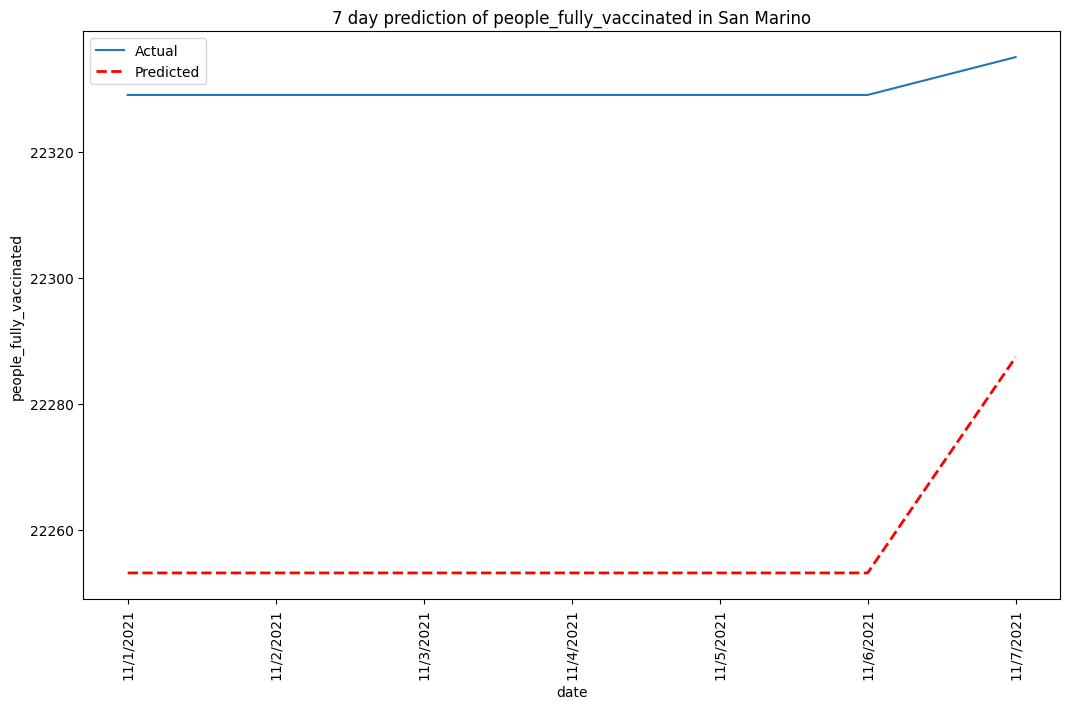 7 day prediction of people_fully_vaccinated in San Marino
Actual
Predicted
people_fully_vaccinated
22320
22300
22280
22260
11/1/2021
11/2/2021
11/3/2021
11/4/2021
11/5/2021
11/6/2021
11/7/2021
date